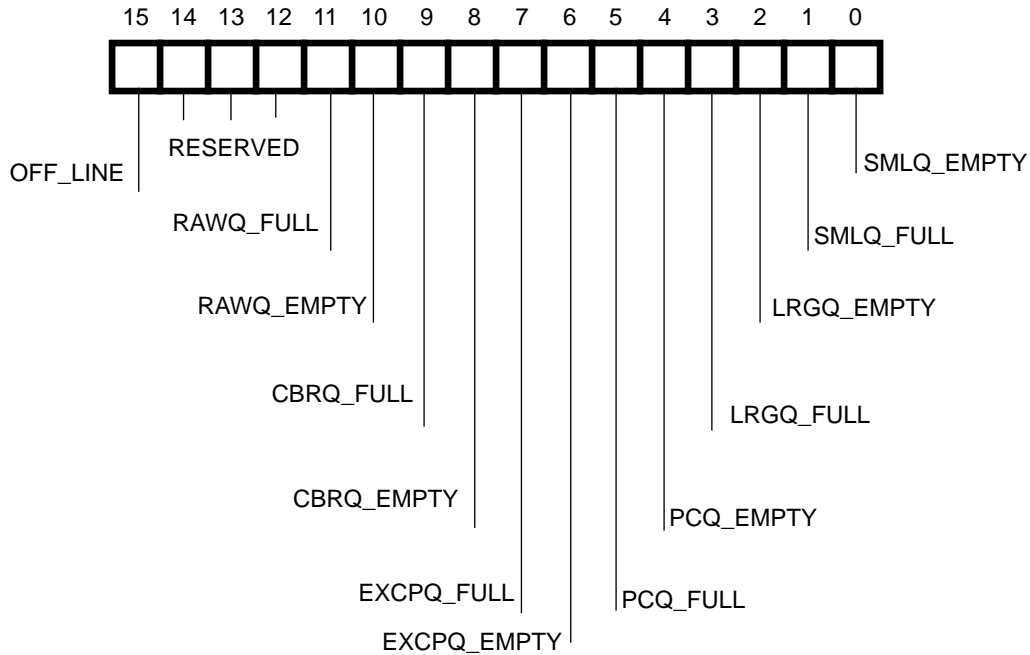 15 14 13 12 11 10 9 8 7 6 5 4 3 2 1 0
RESERVED
OFF_LINE
SMLQ_EMPTY
RAWQ_FULL
SMLQ_FULL
RAWQ_EMPTY
LRGQ_EMPTY
CBRQ_FULL
LRGQ_FULL
CBRQ_EMPTY
PCQ_EMPTY
EXCPQ_FULL
PCQ_FULL
EXCPQ_EMPTY